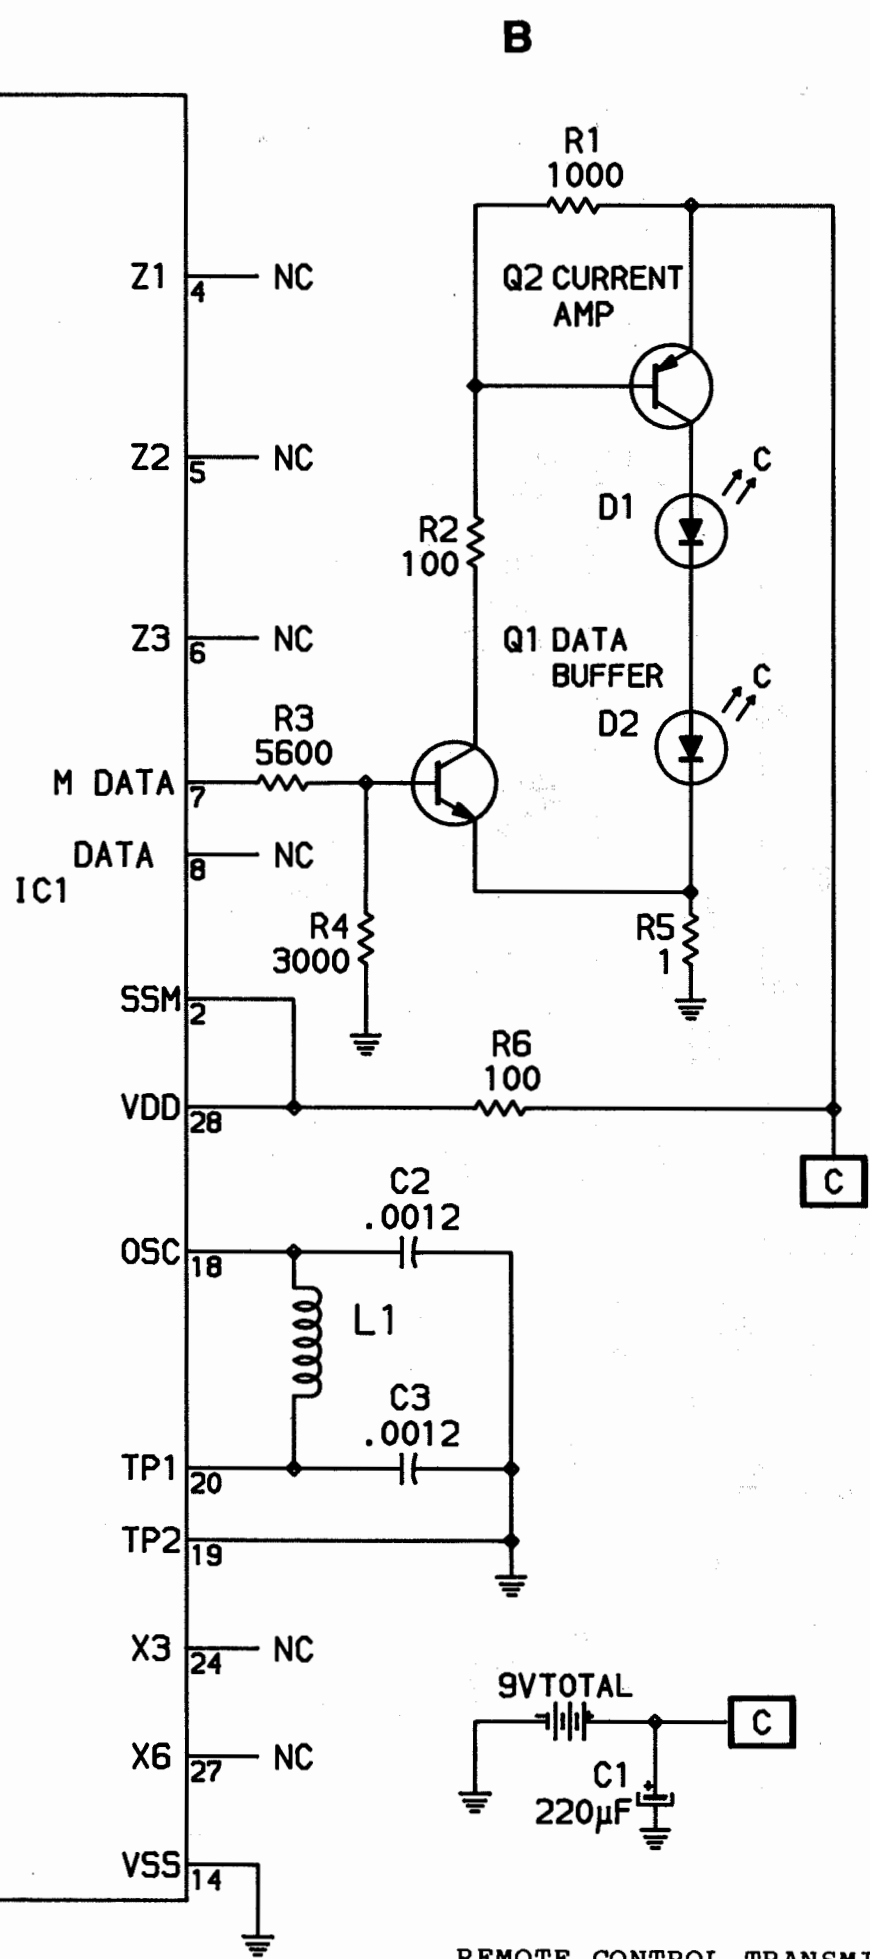 B
R1
1000
Z1
4
NC
Q2 CURRENT
AMP
Z2
5
NC
C
D1
R2
100
Z3
6
NC
Q1 DATA
BUFFER
C
D2
R3
5600
M DATA
7
DATA
8
NC
IC1
R4
3000
R5
1
SSM
2
R6
100
VDD
28
C
C2
.0012
OSC
18
L1
C3
.0012
TP1
20
TP2
19
X3
24
NC
9VTOTAL
C
X6
27
NC
C1
220μF
VSS
14
REMOTE CONTROL